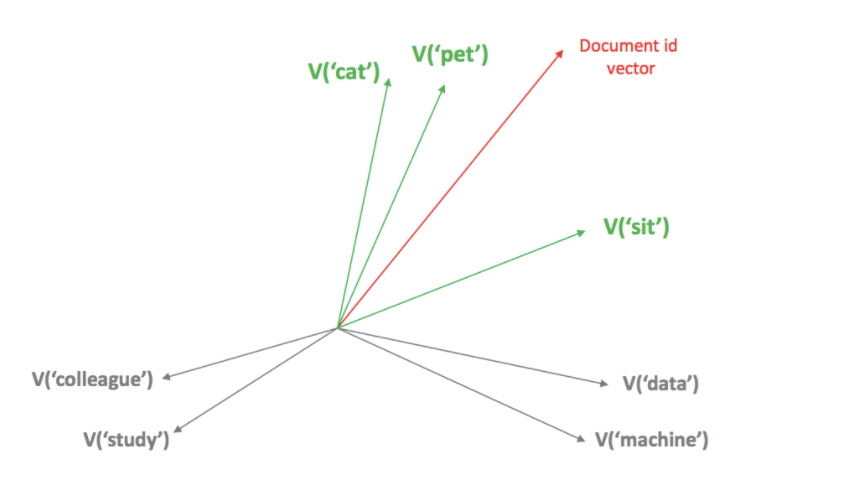 V(‘cat’)
V(‘pet’)
Document id
vector
V(‘sit’)
V(‘colleague’)
V(‘data’)
V(‘study’)
V(‘machine’)